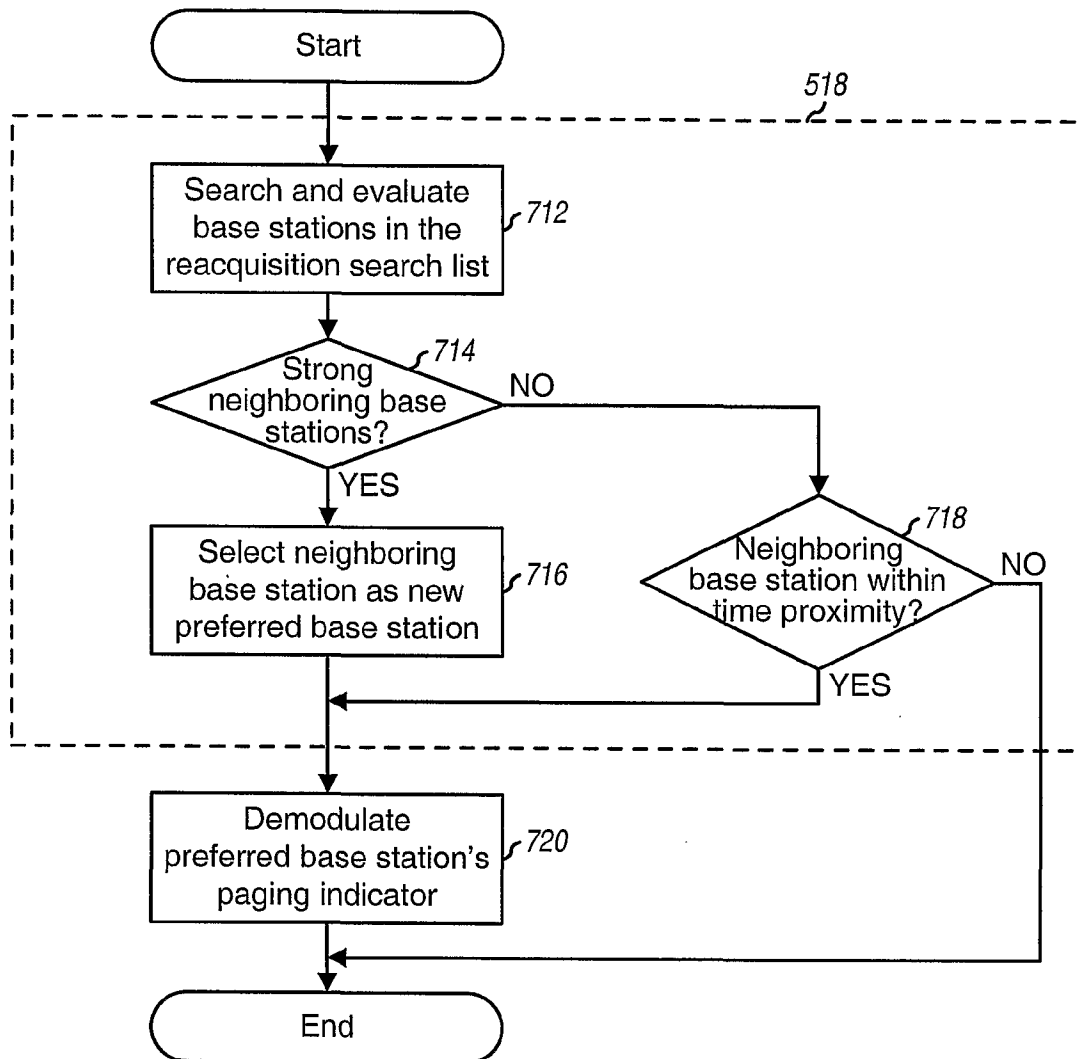 Start
518
Search and evaluate
base stations in the
reacquisition search list
712
714
Strong
neighboring base
stations?
NO
YES
Select neighboring
base station as new
preferred base station
716
718
Neighboring
base station within
time proximity?
NO
YES
Demodulate
preferred base station's
paging indicator
720
End